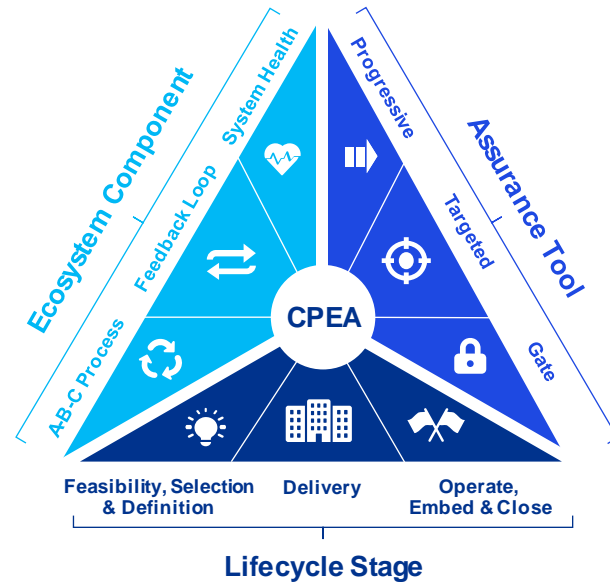 Ecosystem Component
System Health
Feedback Loop
A-B-C Process
Progressive
Targeted
Gate
Assurance Tool
CPEA
Feasibility, Selection
& Definition
Delivery
Operate,
Embed & Close
Lifecycle Stage